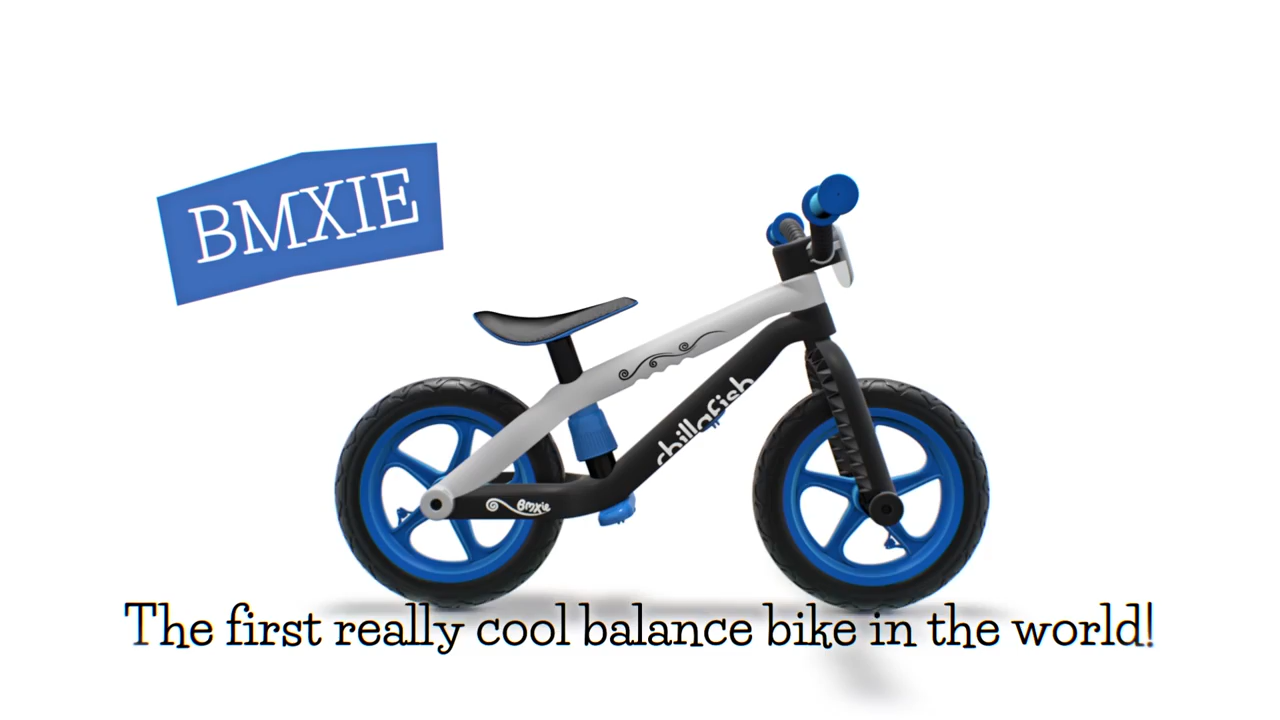 BMXIE
chillafish
Bmxie
The first really cool balance bike in the world!